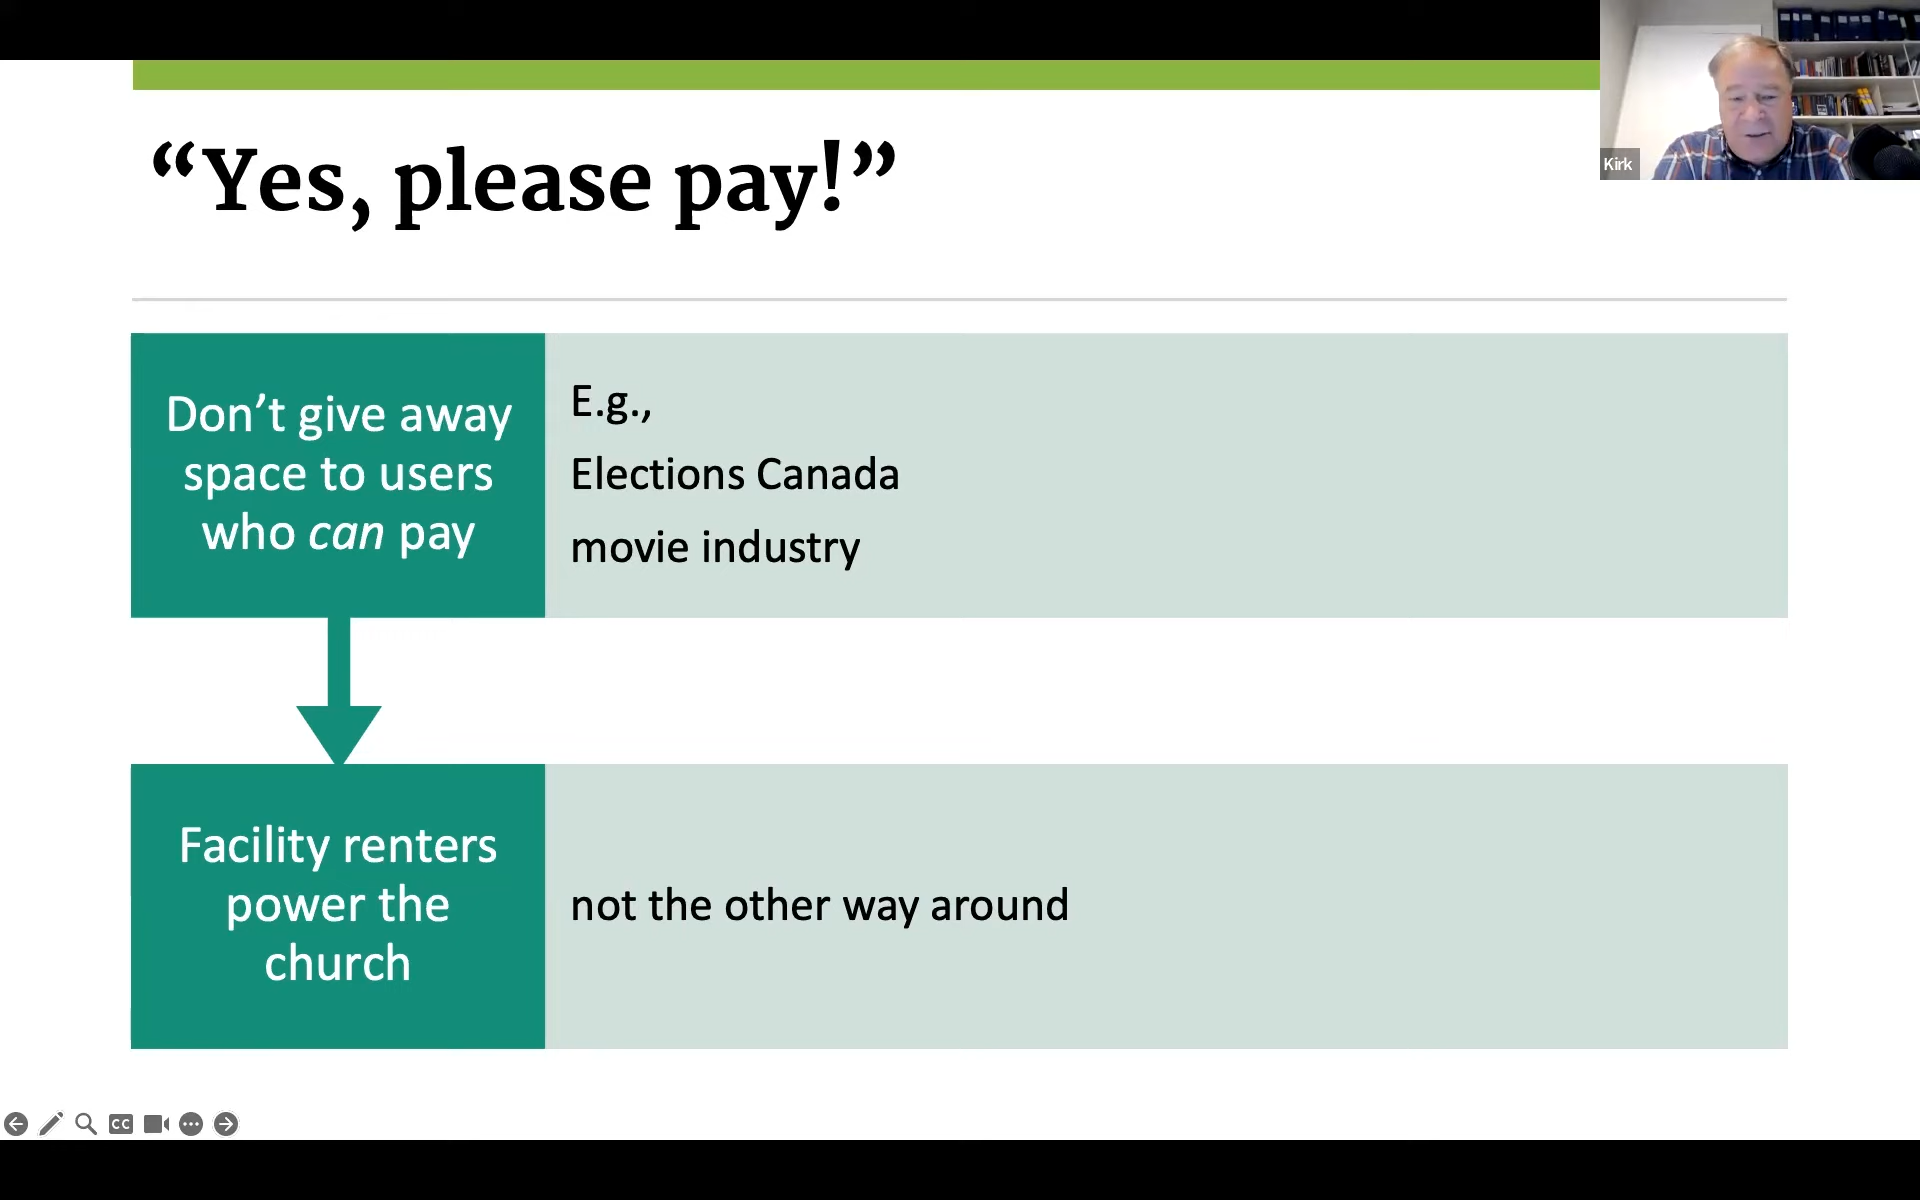 “Yes, please pay!”
Kirk
Don’t give away
space to users
who can pay
E.g.,
Elections Canada
movie industry
Facility renters
power the
church
not the other way around
CC